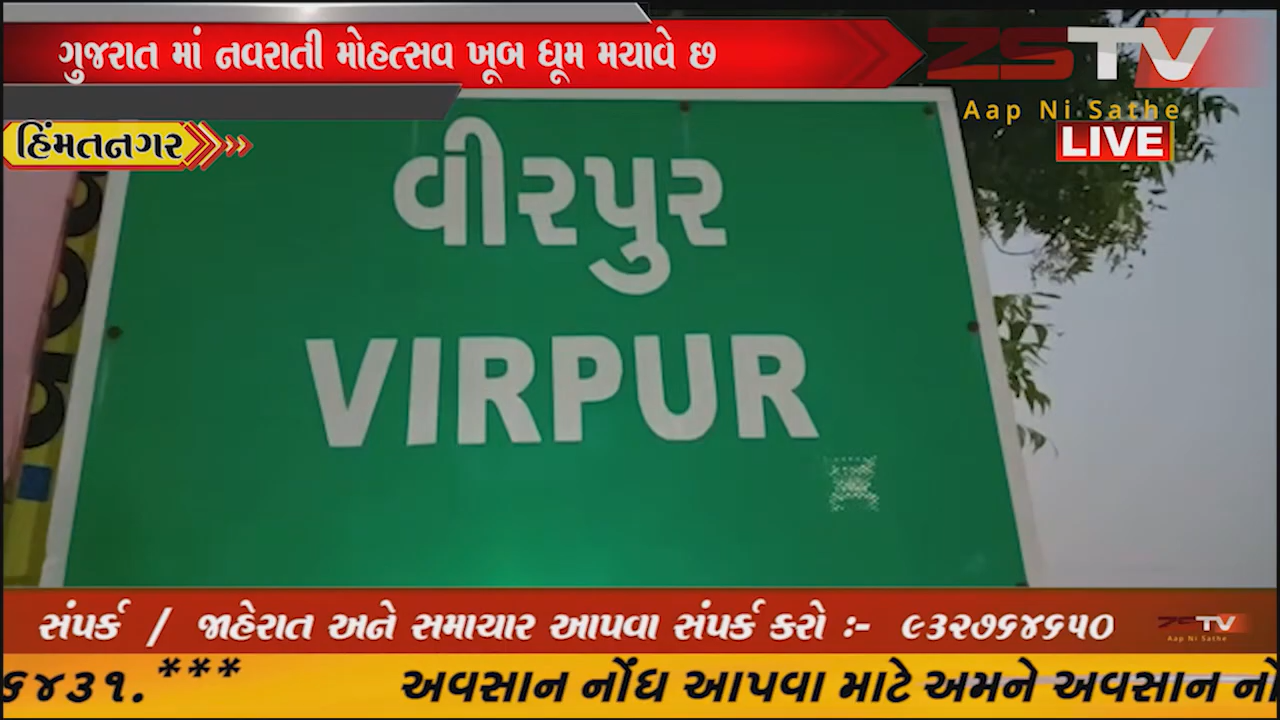 ગુજરાત માં નવરાતી મોહત્સવ ખૂબ ધૂમ મચાવે છ
ZSTV
Aap Ni Sathe
LIVE
હિંમતનગર
વીરપુર
VIRPUR
સંપર્ક / જાહેરાત અને સમાચાર આપવા સંપર્ક કરો :- ૯૩૨૭૬૪૬૫૦
ZSTV
Aap Ni Sathe
૬૪૩૧.*** અવસાન નોંધ આપવા માટે અમને અવસાન નો